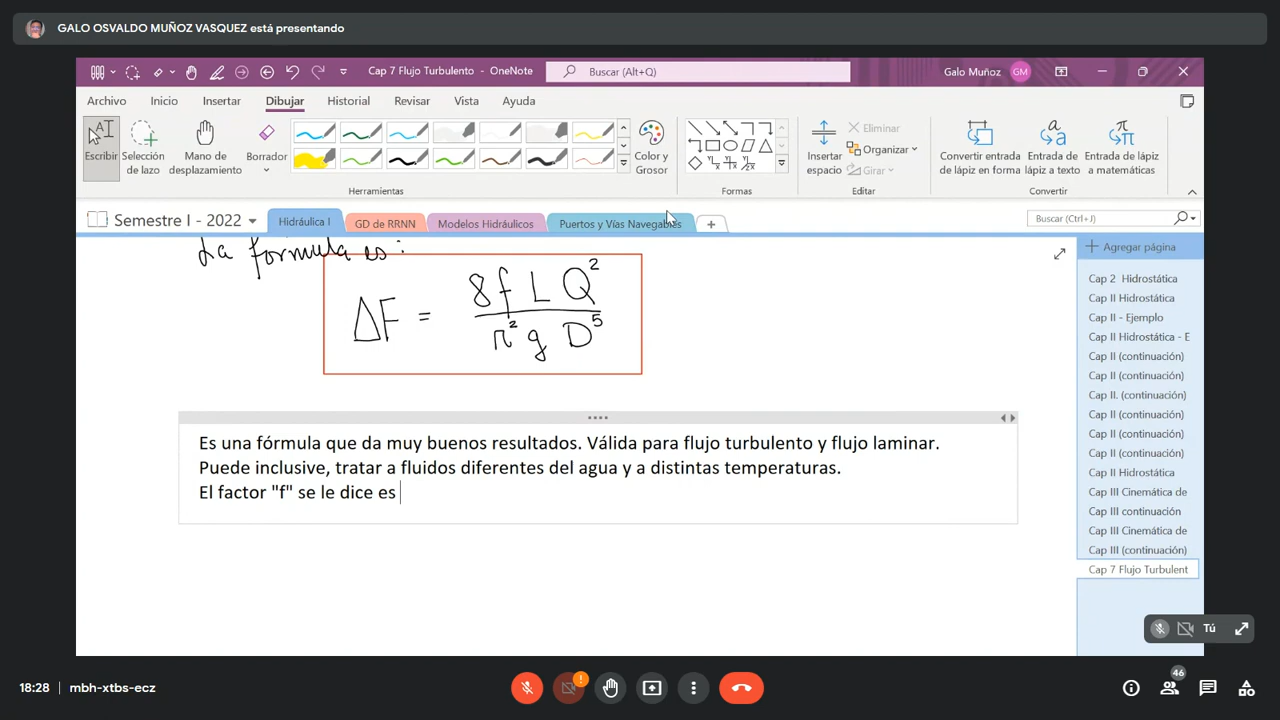 GALO OSVALDO MUÑOZ VASQUEZ está presentando
Cap 7 Flujo Turbulento - OneNote
Buscar (Alt+Q)
Galo Muñoz GM
Archivo Inicio Insertar Dibujar Historial Revisar Vista Ayuda
Escribir
Selección de lazo
Mano de desplazamiento
Borrador
Color y Grosor
Insertar espacio
Eliminar
Organizar
Girar
Convertir entrada de lápiz en forma
Entrada de lápiz a texto
Entrada de lápiz a matemáticas
Herramientas Formas Editar Convertir
Semestre I - 2022 Hidráulica I GD de RRNN Modelos Hidráulicos Puertos y Vías Navegables +
Buscar (Ctrl+J)
La fórmula es:
ΔF = 8 f L Q² / π² g D⁵
Es una fórmula que da muy buenos resultados. Válida para flujo turbulento y flujo laminar.
Puede inclusive, tratar a fluidos diferentes del agua y a distintas temperaturas.
El factor "f" se le dice es
Agregar página
Cap 2 Hidrostática
Cap II Hidrostática
Cap II - Ejemplo
Cap II Hidrostática - E
Cap II (continuación)
Cap II (continuación)
Cap II. (continuación)
Cap II (continuación)
Cap II (continuación)
Cap II (continuación)
Cap II Hidrostática
Cap III Cinemática de
Cap III continuación
Cap III Cinemática de
Cap III (continuación)
Cap 7 Flujo Turbulent
Tú
18:28 | mbh-xtbs-ecz
46